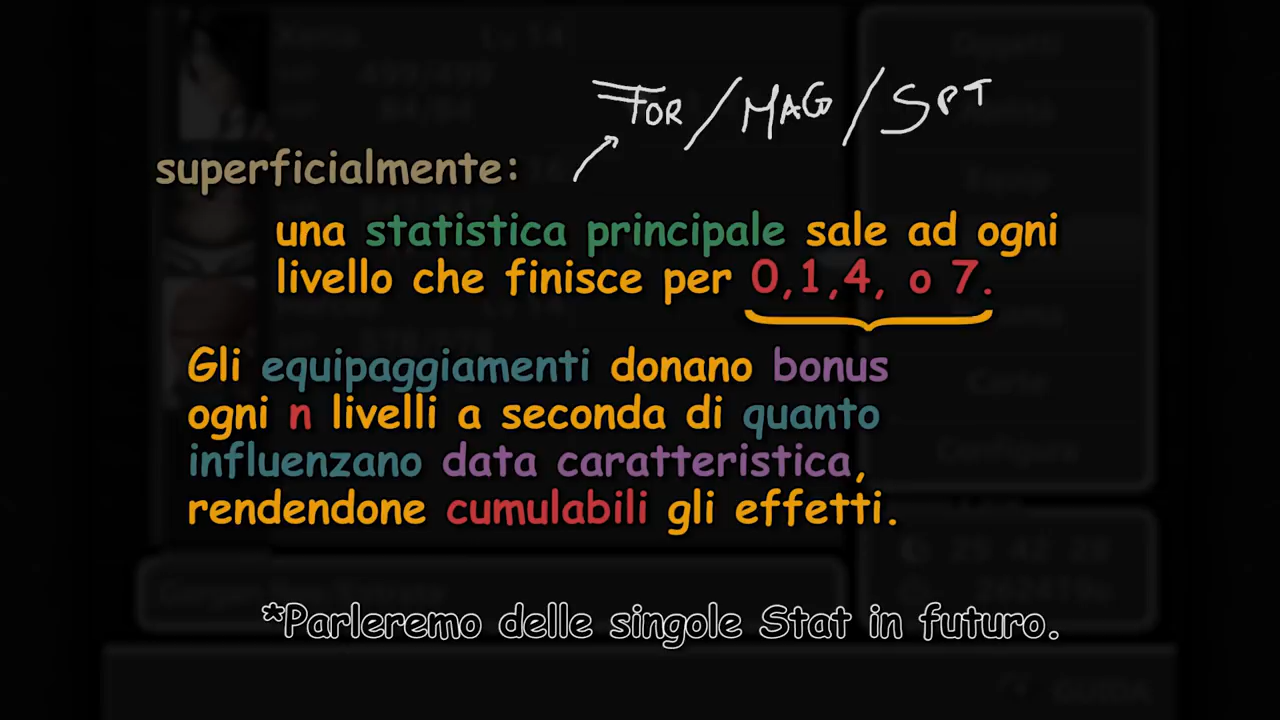 FOR/MAG/SPT
superficialmente:
una statistica principale sale ad ogni
livello che finisce per 0,1,4, o 7.
Gli equipaggiamenti donano bonus
ogni n livelli a seconda di quanto
influenzano data caratteristica,
rendendone cumulabili gli effetti.
*Parleremo delle singole Stat in futuro.
GUIDA